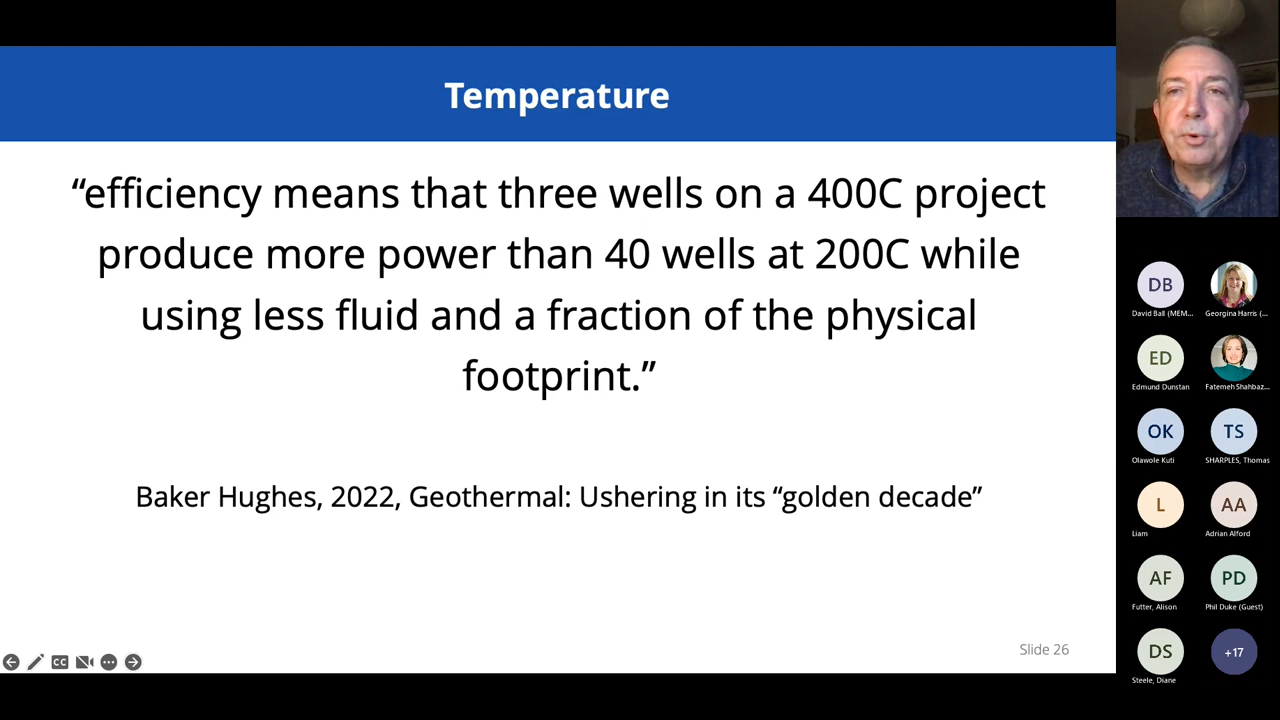 Temperature
“efficiency means that three wells on a 400C project
produce more power than 40 wells at 200C while
using less fluid and a fraction of the physical
footprint.”
Baker Hughes, 2022, Geothermal: Ushering in its “golden decade”
Slide 26
CC
DB
David Ball (MEM...
Georgina Harris (...
ED
Edmund Dunstan
Fatemeh Shahbaz...
OK
TS
Olawole Kuti
SHARPLES, Thomas
L
AA
Liam
Adrian Alford
AF
PD
Futter, Alison
Phil Duke (Guest)
DS
+17
Steele, Diane